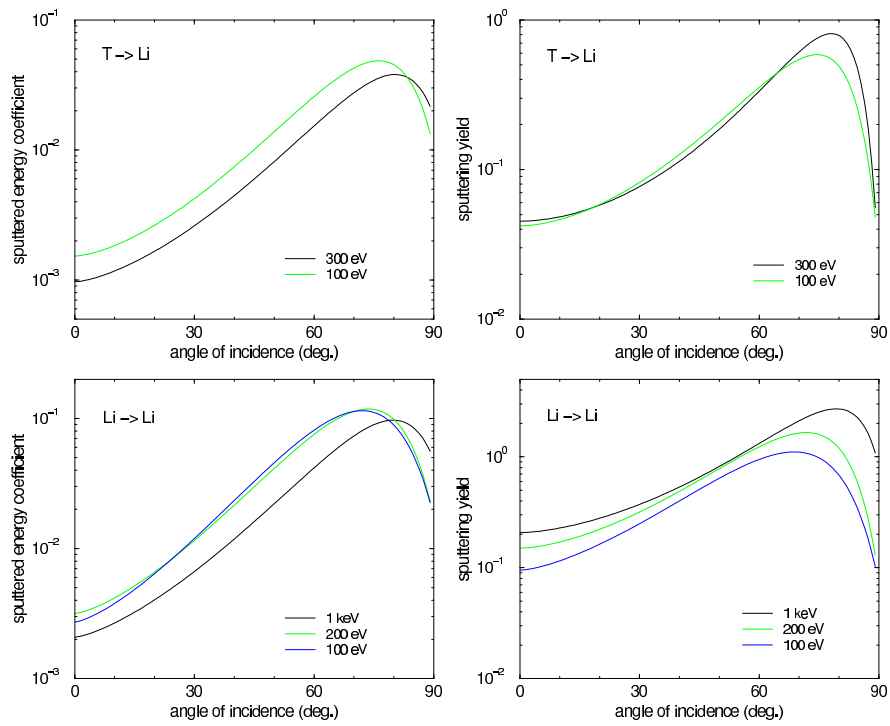 10^-1
T -> Li
10^-2
10^-3
sputtered energy coefficient
300 eV
100 eV
0
30
60
90
angle of incidence (deg.)
10^0
T -> Li
10^-1
10^-2
sputtering yield
300 eV
100 eV
0
30
60
90
angle of incidence (deg.)
10^-1
Li -> Li
10^-2
10^-3
sputtered energy coefficient
1 keV
200 eV
100 eV
0
30
60
90
angle of incidence (deg.)
Li -> Li
10^0
10^-1
10^-2
sputtering yield
1 keV
200 eV
100 eV
0
30
60
90
angle of incidence (deg.)